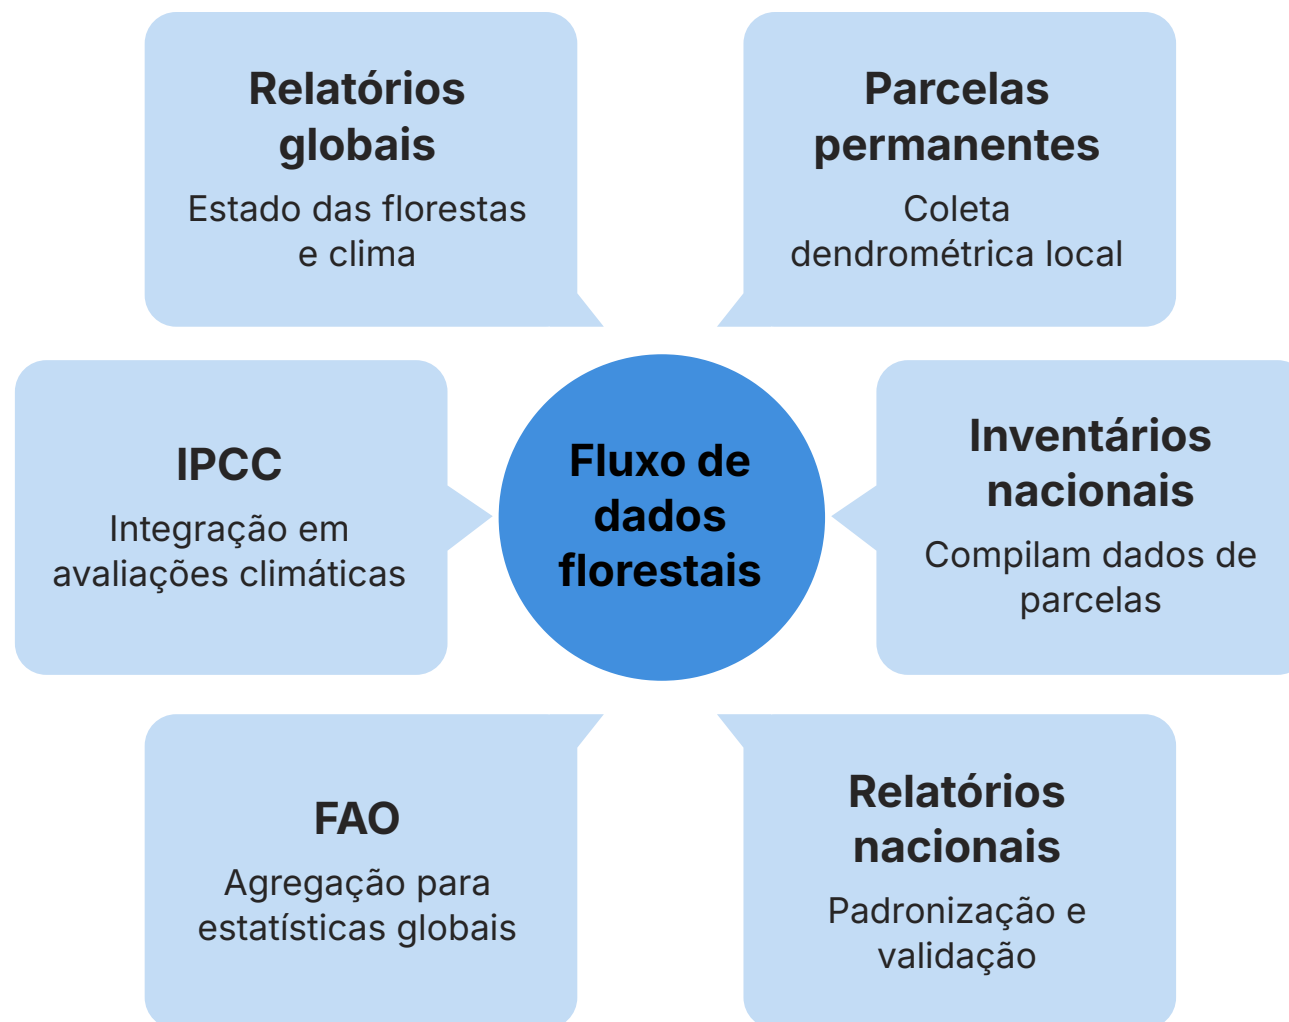 Relatórios
globais
Estado das florestas
e clima
Parcelas
permanentes
Coleta
dendrométrica local
IPCC
Integração em
avaliações climáticas
Fluxo de
dados
florestais
Inventários
nacionais
Compilam dados de
parcelas
FAO
Agregação para
estatísticas globais
Relatórios
nacionais
Padronização e
validação